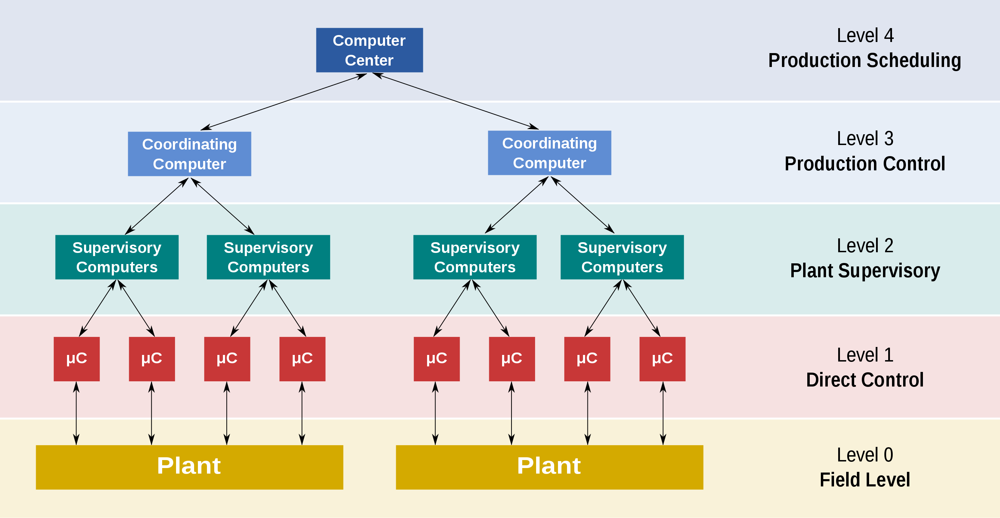 Computer
Center
Level 4
Production Scheduling
Coordinating
Computer
Coordinating
Computer
Level 3
Production Control
Supervisory
Computers
Supervisory
Computers
Supervisory
Computers
Supervisory
Computers
Level 2
Plant Supervisory
µC
µC
µC
µC
µC
µC
µC
µC
Level 1
Direct Control
Plant
Plant
Level 0
Field Level